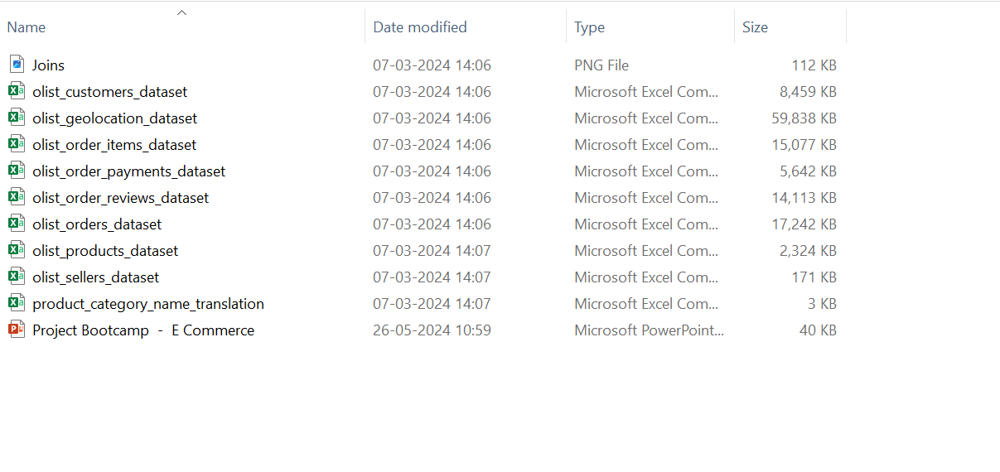 Name Date modified Type Size
Joins 07-03-2024 14:06 PNG File 112 KB
olist_customers_dataset 07-03-2024 14:06 Microsoft Excel Com... 8,459 KB
olist_geolocation_dataset 07-03-2024 14:06 Microsoft Excel Com... 59,838 KB
olist_order_items_dataset 07-03-2024 14:06 Microsoft Excel Com... 15,077 KB
olist_order_payments_dataset 07-03-2024 14:06 Microsoft Excel Com... 5,642 KB
olist_order_reviews_dataset 07-03-2024 14:06 Microsoft Excel Com... 14,113 KB
olist_orders_dataset 07-03-2024 14:06 Microsoft Excel Com... 17,242 KB
olist_products_dataset 07-03-2024 14:07 Microsoft Excel Com... 2,324 KB
olist_sellers_dataset 07-03-2024 14:07 Microsoft Excel Com... 171 KB
product_category_name_translation 07-03-2024 14:07 Microsoft Excel Com... 3 KB
Project Bootcamp - E Commerce 26-05-2024 10:59 Microsoft PowerPoint... 40 KB